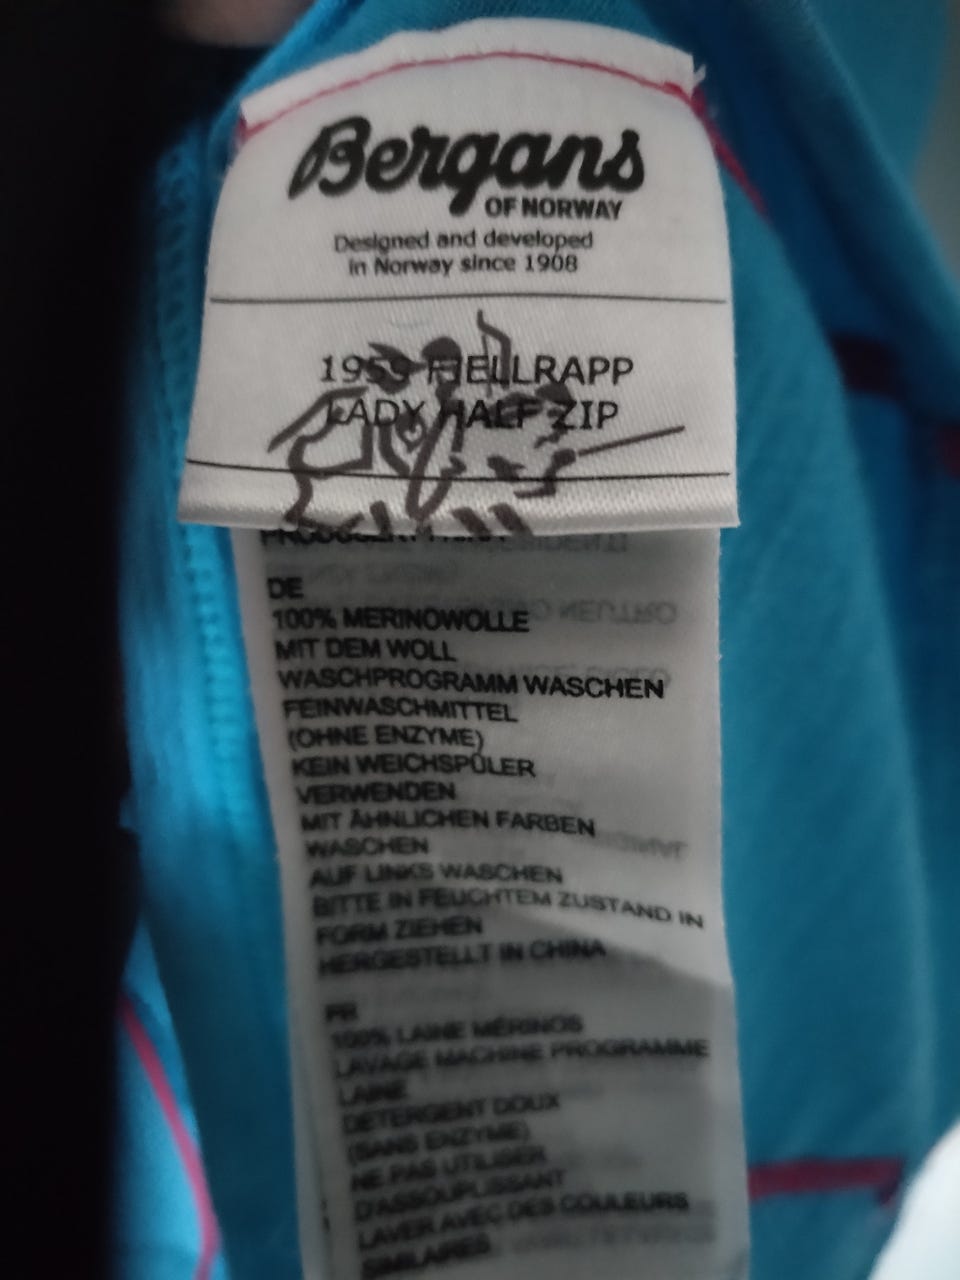 Bergans
OF NORWAY
Designed and developed
in Norway since 1908
1959 FJELLRAPP
LADY HALF ZIP
DE
100% MERINOWOLLE
MIT DEM WOLL
WASCHPROGRAMM WASCHEN
FEINWASCHMITTEL
(OHNE ENZYME)
KEIN WEICHSPÜLER
VERWENDEN
MIT ÄHNLICHEN FARBEN
WASCHEN
AUF LINKS WASCHEN
BITTE IN FEUCHTEM ZUSTAND IN
FORM ZIEHEN
HERGESTELLT IN CHINA
FR
100% LAINE MÉRINOS
LAVAGE MACHINE PROGRAMME
LAINE
DÉTERGENT DOUX
(SANS ENZYME)
NE PAS UTILISER
D'ASSOUPLISSANT
LAVER AVEC DES COULEURS
SIMILAIRES